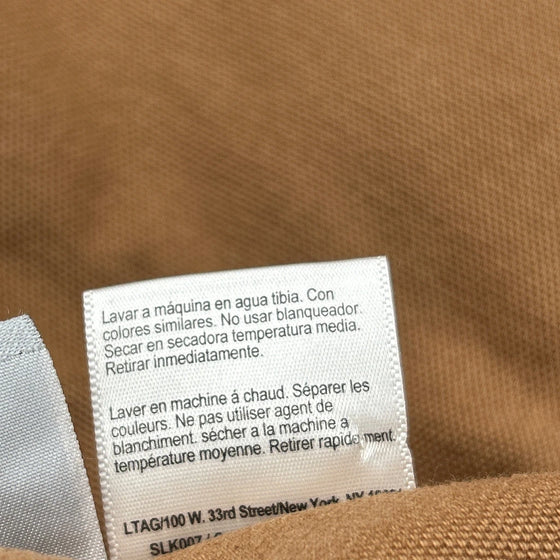 Lavar a máquina en agua tibia. Con
colores similares. No usar blanqueador.
Secar en secadora temperatura media.
Retirar inmediatamente.
Laver en machine á chaud. Séparer les
couleurs. Ne pas utiliser agent de
blanchiment. sécher a la machine a
température moyenne. Retirer rapidement.
LTAG/100 W. 33rd Street/New York, NY
SLK007 /